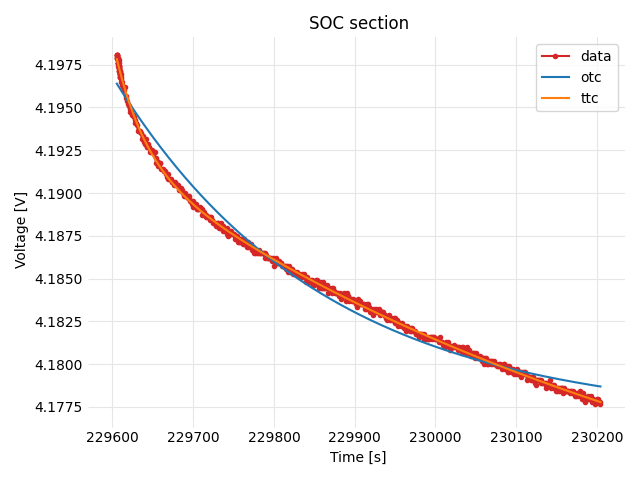 SOC section
data
otc
ttc
4.1975
4.1950
4.1925
4.1900
4.1875
4.1850
4.1825
4.1800
4.1775
Voltage [V]
229600 229700 229800 229900 230000 230100 230200
Time [s]